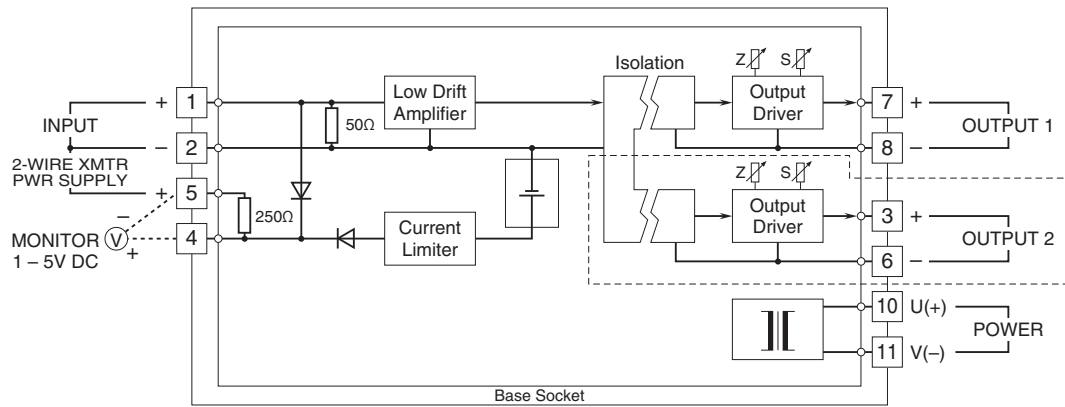 + 1
INPUT
− 2
2-WIRE XMTR
PWR SUPPLY
+ 5
−
MONITOR V
+
4
1 – 5V DC
50Ω
Low Drift
Amplifier
250Ω
Current
Limiter
Isolation
Z S
Output
Driver
7 +
OUTPUT 1
8 −
Z S
Output
Driver
3 +
OUTPUT 2
6 −
10 U(+)
POWER
11 V(–)
Base Socket